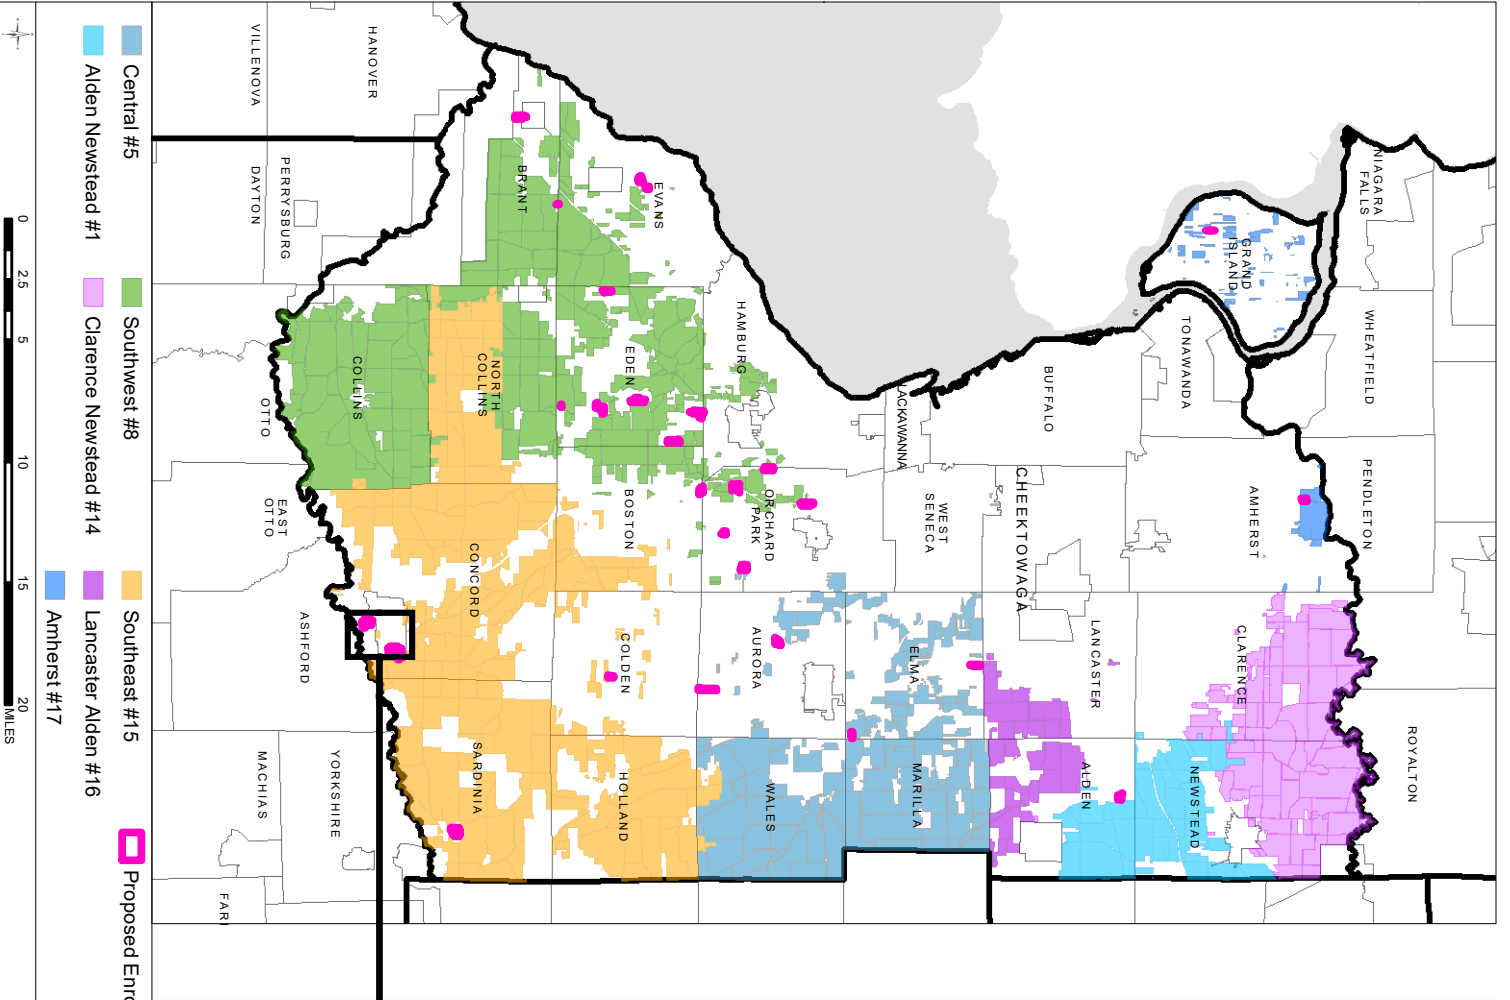 NIAGARA
FALLS
WHEATFIELD
PENDLETON
ROYALTON
GRAND
ISLAND
TONAWANDA
AMHERST
CLARENCE
NEWSTEAD
BUFFALO
CHEEKTOWAGA
LANCASTER
ALDEN
LACKAWANNA
WEST
SENECA
ELMA
MARILLA
HAMBURG
ORCHARD
PARK
AURORA
WALES
EVANS
EDEN
BOSTON
COLDEN
HOLLAND
BRANT
NORTH
COLLINS
CONCORD
SARDINIA
COLLINS
HANOVER
VILLENOVA
PERRYSBURG
DAYTON
OTTO
EAST
OTTO
ASHFORD
YORKSHIRE
MACHIAS
Central #5
Southwest #8
Southeast #15
Alden Newstead #1
Clarence Newstead #14
Lancaster Alden #16
Amherst #17
0 2.5 5 10 15 20
MILES